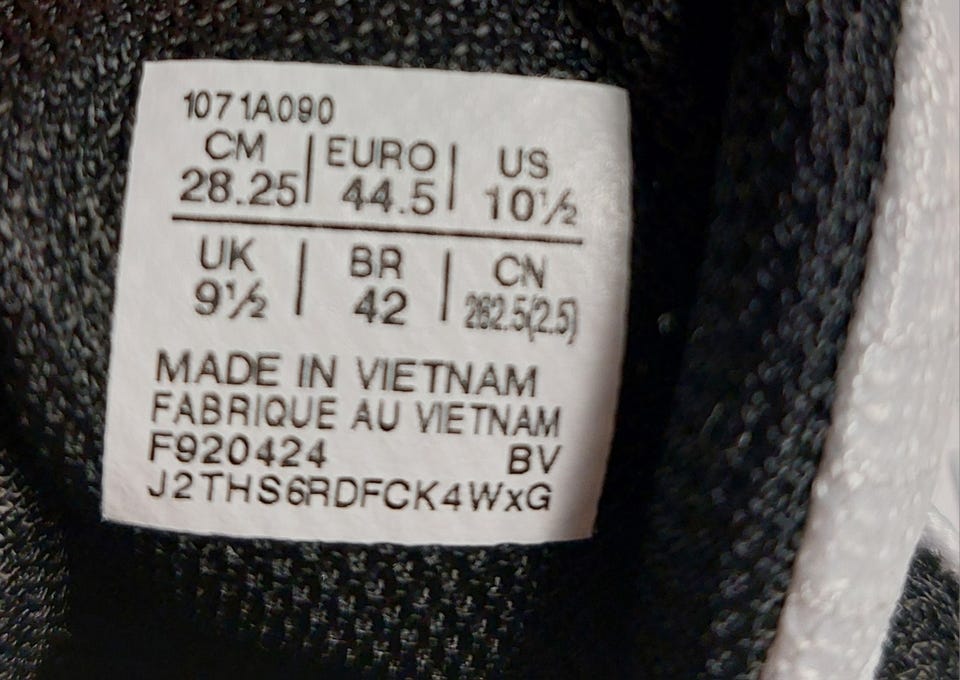 1071A090
CM | EURO | US
28.25 | 44.5 | 10½
UK | BR | CN
9½ | 42 | 282.5(2.5)
MADE IN VIETNAM
FABRIQUE AU VIETNAM
F920424 BV
J2THS6RDFCK4WxG